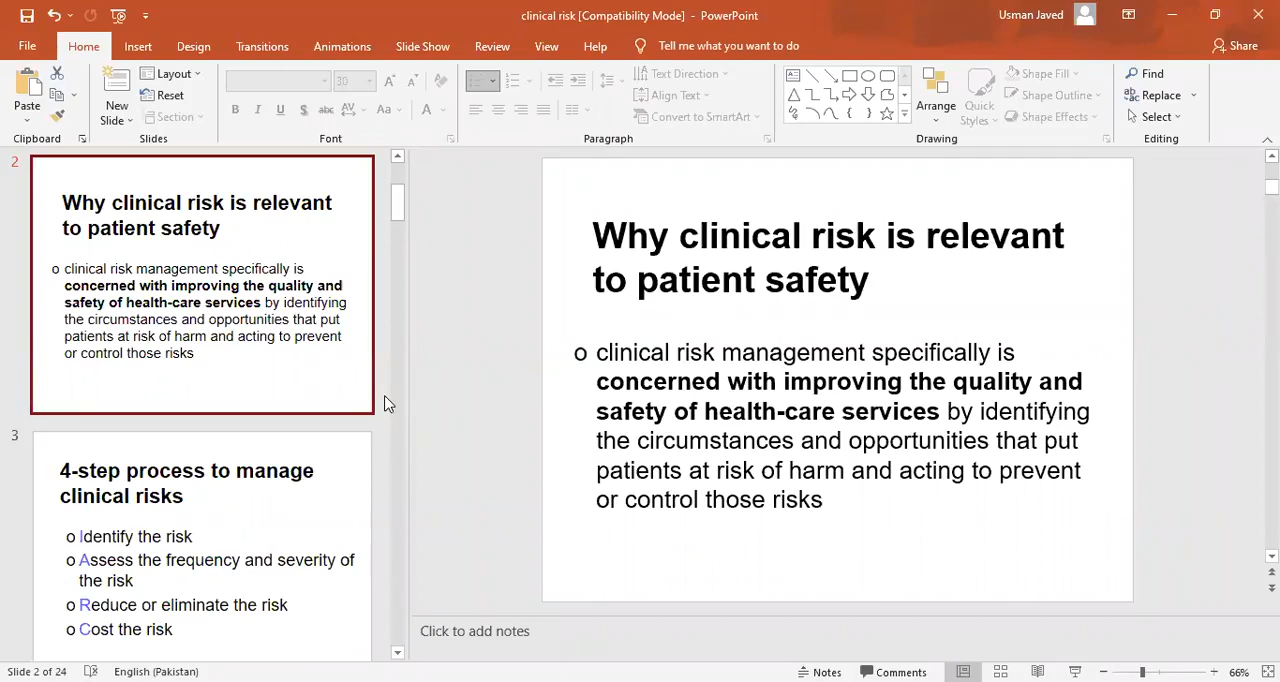 clinical risk [Compatibility Mode] - PowerPoint
Usman Javed
File Home Insert Design Transitions Animations Slide Show Review View Help Tell me what you want to do
Share
Paste
New Slide
Layout
Reset
Section
30
B I U S abc AV Aa A
Text Direction
Align Text
Convert to SmartArt
Arrange
Quick Styles
Shape Fill
Shape Outline
Shape Effects
Find
Replace
Select
Clipboard Slides Font Paragraph Drawing Editing
2
Why clinical risk is relevant
to patient safety
o clinical risk management specifically is
concerned with improving the quality and
safety of health-care services by identifying
the circumstances and opportunities that put
patients at risk of harm and acting to prevent
or control those risks
3
4-step process to manage
clinical risks
o Identify the risk
o Assess the frequency and severity of
the risk
o Reduce or eliminate the risk
o Cost the risk
Why clinical risk is relevant
to patient safety
o clinical risk management specifically is
concerned with improving the quality and
safety of health-care services by identifying
the circumstances and opportunities that put
patients at risk of harm and acting to prevent
or control those risks
Click to add notes
Slide 2 of 24 English (Pakistan) Notes Comments 66%